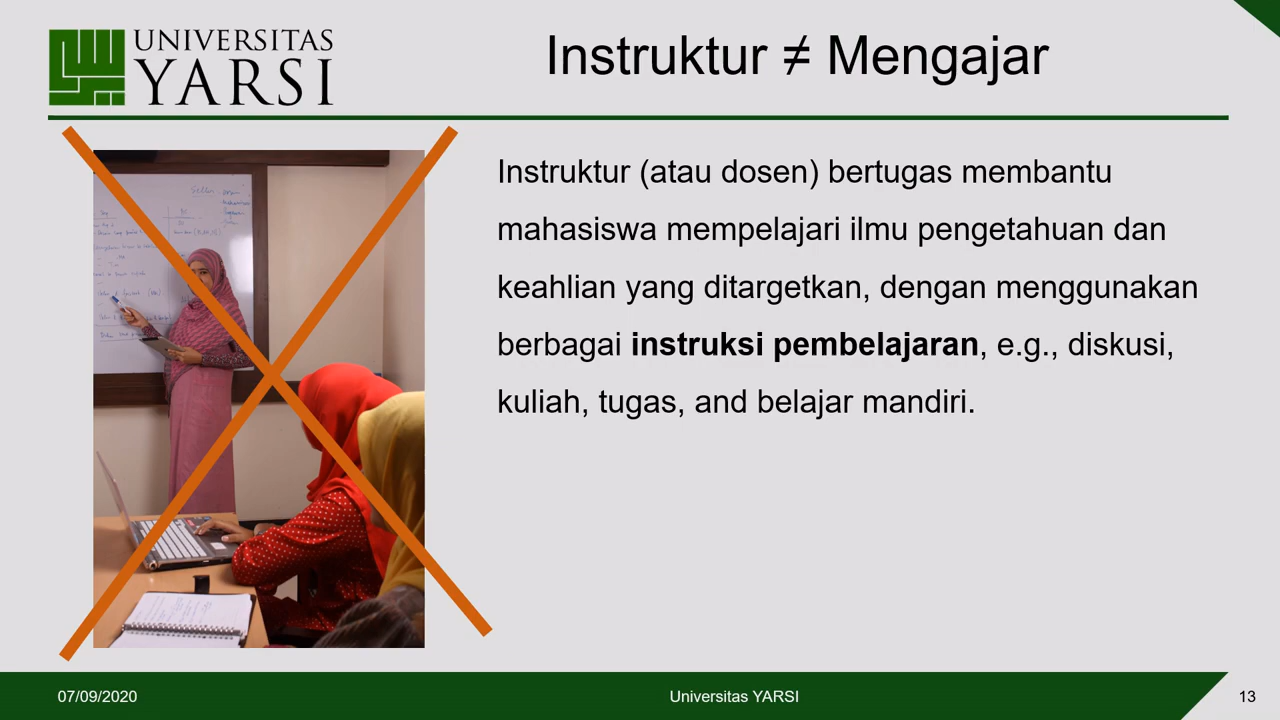 UNIVERSITAS
YARSI
Instruktur ≠ Mengajar
Instruktur (atau dosen) bertugas membantu
mahasiswa mempelajari ilmu pengetahuan dan
keahlian yang ditargetkan, dengan menggunakan
berbagai instruksi pembelajaran, e.g., diskusi,
kuliah, tugas, and belajar mandiri.
07/09/2020
Universitas YARSI
13